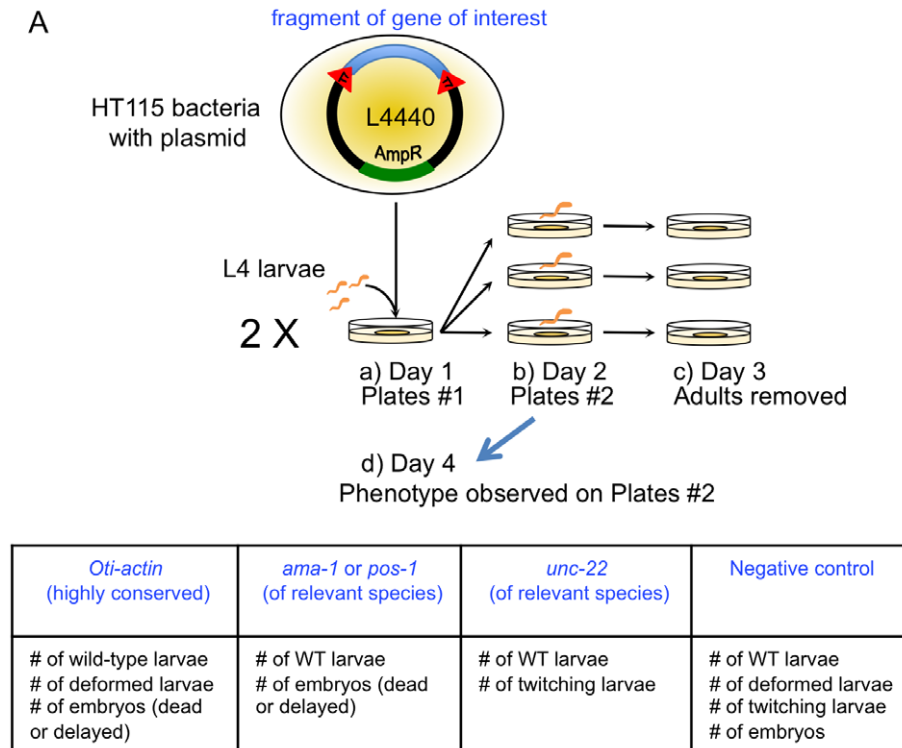 A
fragment of gene of interest
HT115 bacteria
with plasmid
L4440
AmpR
L4 larvae
2 X
a) Day 1
Plates #1
b) Day 2
Plates #2
c) Day 3
Adults removed
d) Day 4
Phenotype observed on Plates #2
Oti-actin
(highly conserved)
ama-1 or pos-1
(of relevant species)
unc-22
(of relevant species)
Negative control
# of wild-type larvae
# of deformed larvae
# of embryos (dead
or delayed)
# of WT larvae
# of embryos (dead
or delayed)
# of WT larvae
# of twitching larvae
# of WT larvae
# of deformed larvae
# of twitching larvae
# of embryos